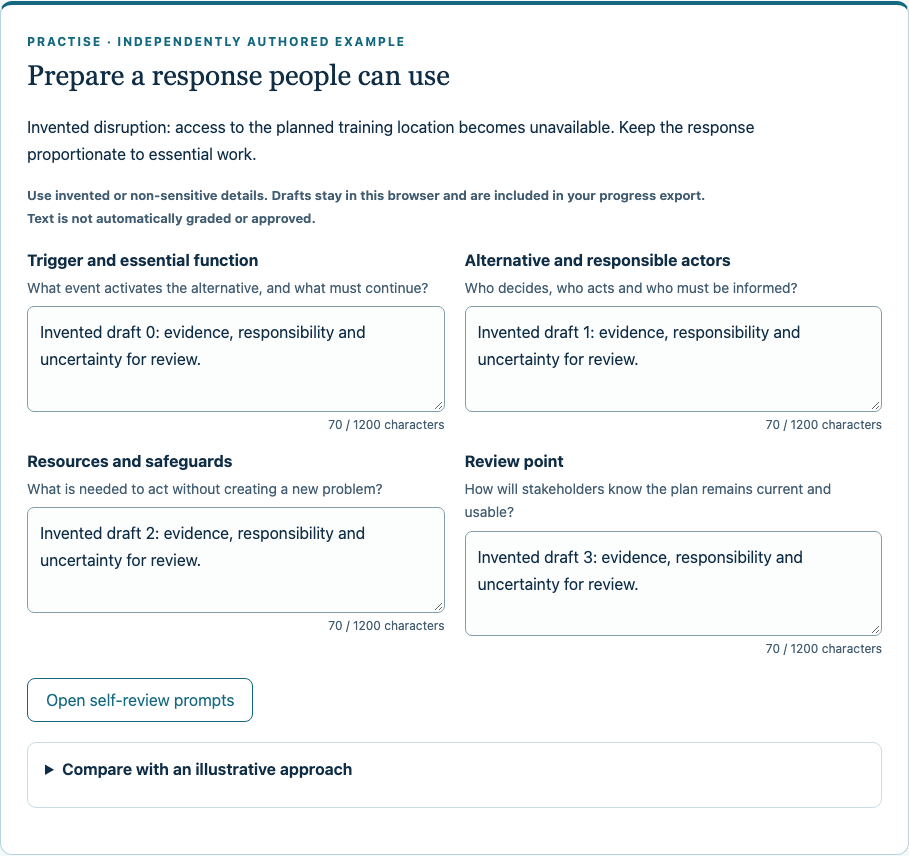 PRACTISE · INDEPENDENTLY AUTHORED EXAMPLE
Prepare a response people can use
Invented disruption: access to the planned training location becomes unavailable. Keep the response
proportionate to essential work.
Use invented or non-sensitive details. Drafts stay in this browser and are included in your progress export.
Text is not automatically graded or approved.
Trigger and essential function
What event activates the alternative, and what must continue?
Invented draft 0: evidence, responsibility and
uncertainty for review.
70 / 1200 characters
Alternative and responsible actors
Who decides, who acts and who must be informed?
Invented draft 1: evidence, responsibility and
uncertainty for review.
70 / 1200 characters
Resources and safeguards
What is needed to act without creating a new problem?
Invented draft 2: evidence, responsibility and
uncertainty for review.
70 / 1200 characters
Review point
How will stakeholders know the plan remains current and
usable?
Invented draft 3: evidence, responsibility and
uncertainty for review.
70 / 1200 characters
Open self-review prompts
Compare with an illustrative approach